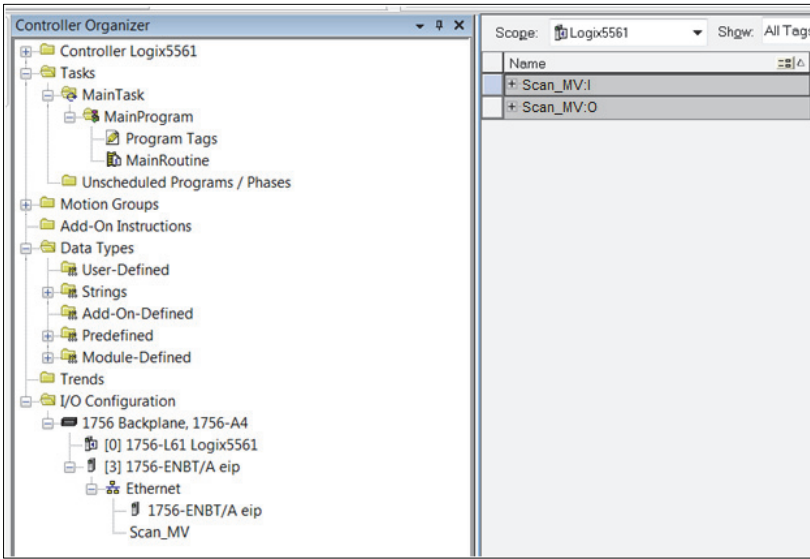 Controller Organizer
Controller Logix5561
Tasks
MainTask
MainProgram
Program Tags
MainRoutine
Unscheduled Programs / Phases
Motion Groups
Add-On Instructions
Data Types
User-Defined
Strings
Add-On-Defined
Predefined
Module-Defined
Trends
I/O Configuration
1756 Backplane, 1756-A4
[0] 1756-L61 Logix5561
[3] 1756-ENBT/A eip
Ethernet
1756-ENBT/A eip
Scan_MV
Scope: Logix5561 Show: All Tags
Name
Scan_MV:I
Scan_MV:O